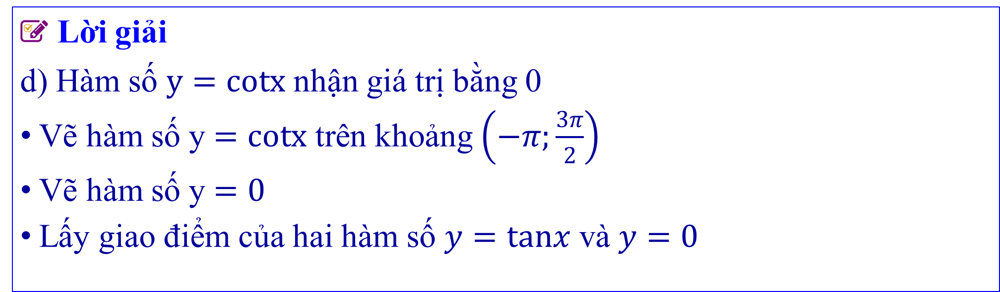 Lời giải
d) Hàm số y = cotx nhận giá trị bằng 0
• Vẽ hàm số y = cotx trên khoảng (−π; 3π/2)
• Vẽ hàm số y = 0
• Lấy giao điểm của hai hàm số y = tanx và y = 0